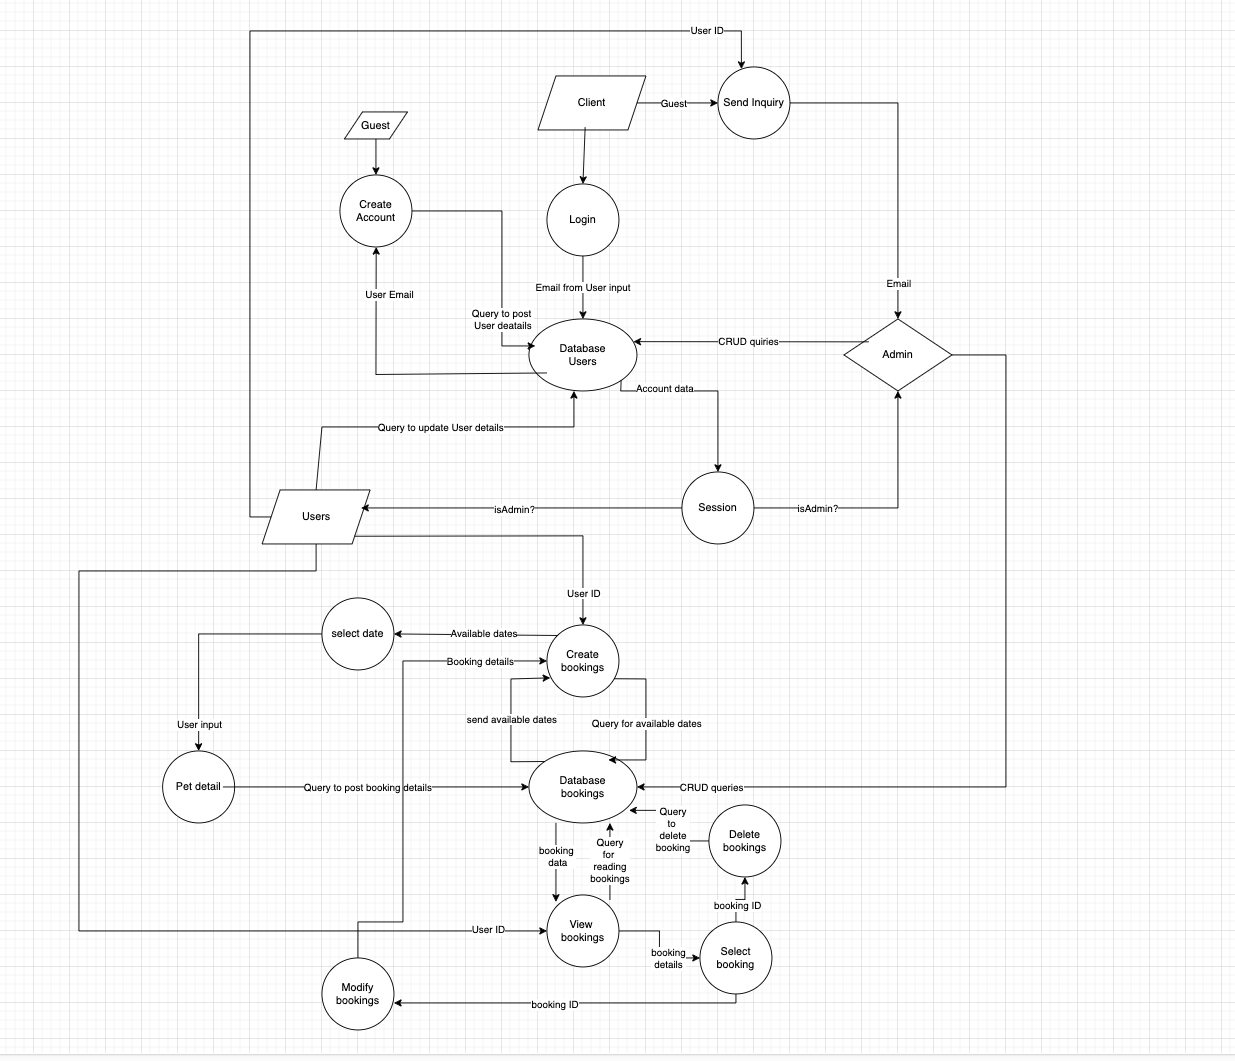 User ID
Client
Guest
Send Inquiry
Guest
Create
Account
Login
User Email
Email from User input
Email
Query to post
User deatails
Database
Users
CRUD quiries
Admin
Account data
Query to update User details
Users
isAdmin?
Session
isAdmin?
User ID
select date
Available dates
Create
bookings
Booking details
send available dates
Query for available dates
User input
Pet detail
Query to post booking details
Database
bookings
CRUD queries
Query
to
delete
booking
Delete
bookings
booking
data
Query
for
reading
bookings
booking ID
User ID
View
bookings
booking
details
Select
booking
Modify
bookings
booking ID